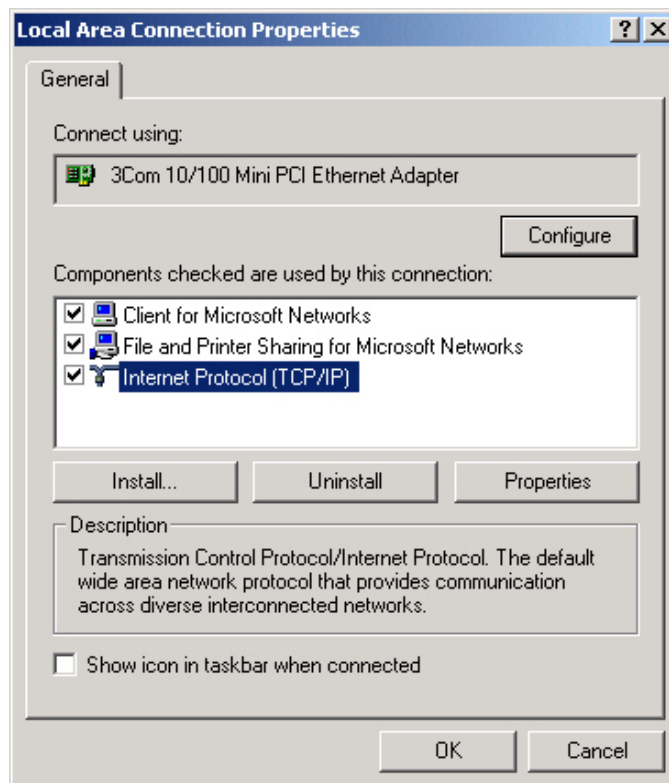 Local Area Connection Properties
General
Connect using:
3Com 10/100 Mini PCI Ethernet Adapter
Configure
Components checked are used by this connection:
Client for Microsoft Networks
File and Printer Sharing for Microsoft Networks
Internet Protocol (TCP/IP)
Install...
Uninstall
Properties
Description
Transmission Control Protocol/Internet Protocol. The default
wide area network protocol that provides communication
across diverse interconnected networks.
Show icon in taskbar when connected
OK
Cancel